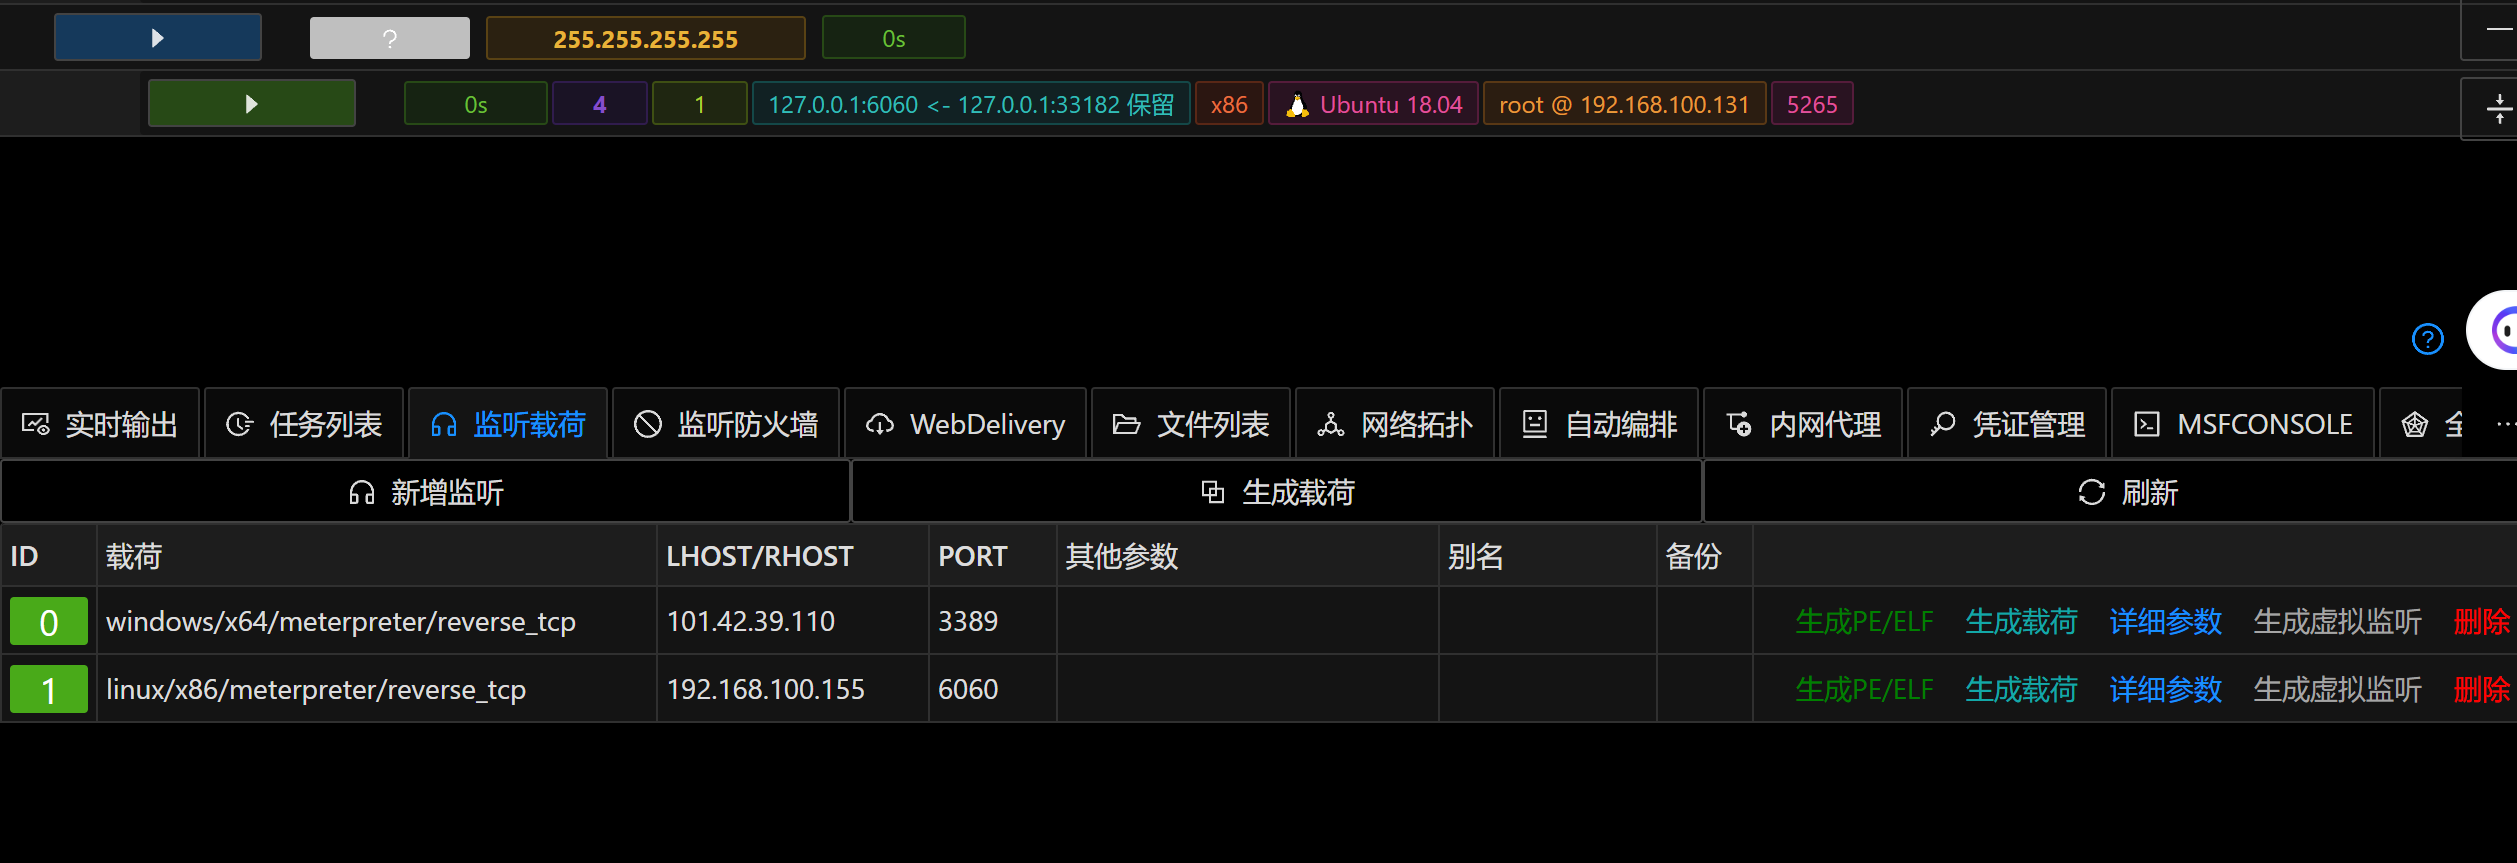 ? 255.255.255.255 0s
0s 4 1 127.0.0.1:6060 <- 127.0.0.1:33182 保留 x86 Ubuntu 18.04 root @ 192.168.100.131 5265
?
实时输出 任务列表 监听载荷 监听防火墙 WebDelivery 文件列表 网络拓扑 自动编排 内网代理 凭证管理 MSFCONSOLE ...
新增监听 生成载荷 刷新
ID 载荷 LHOST/RHOST PORT 其他参数 别名 备份
0 windows/x64/meterpreter/reverse_tcp 101.42.39.110 3389 生成PE/ELF 生成载荷 详细参数 生成虚拟监听 删除
1 linux/x86/meterpreter/reverse_tcp 192.168.100.155 6060 生成PE/ELF 生成载荷 详细参数 生成虚拟监听 删除